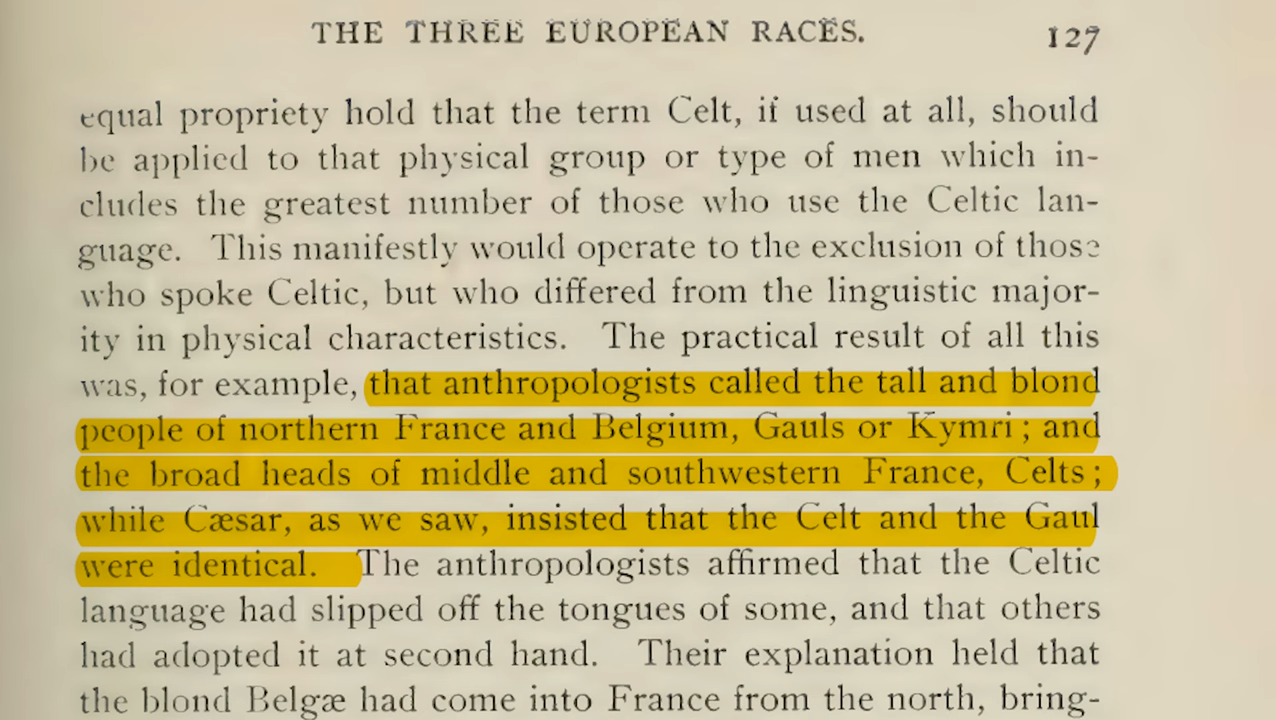 THE THREE EUROPEAN RACES. 127
equal propriety hold that the term Celt, if used at all, should
be applied to that physical group or type of men which in-
cludes the greatest number of those who use the Celtic lan-
guage. This manifestly would operate to the exclusion of those
who spoke Celtic, but who differed from the linguistic major-
ity in physical characteristics. The practical result of all this
was, for example, that anthropologists called the tall and blond
people of northern France and Belgium, Gauls or Kymri; and
the broad heads of middle and southwestern France, Celts;
while Cæsar, as we saw, insisted that the Celt and the Gaul
were identical. The anthropologists affirmed that the Celtic
language had slipped off the tongues of some, and that others
had adopted it at second hand. Their explanation held that
the blond Belgæ had come into France from the north, bring-